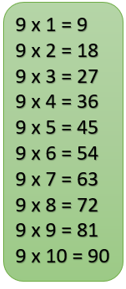 9 x 1 = 9
9 x 2 = 18
9 x 3 = 27
9 x 4 = 36
9 x 5 = 45
9 x 6 = 54
9 x 7 = 63
9 x 8 = 72
9 x 9 = 81
9 x 10 = 90